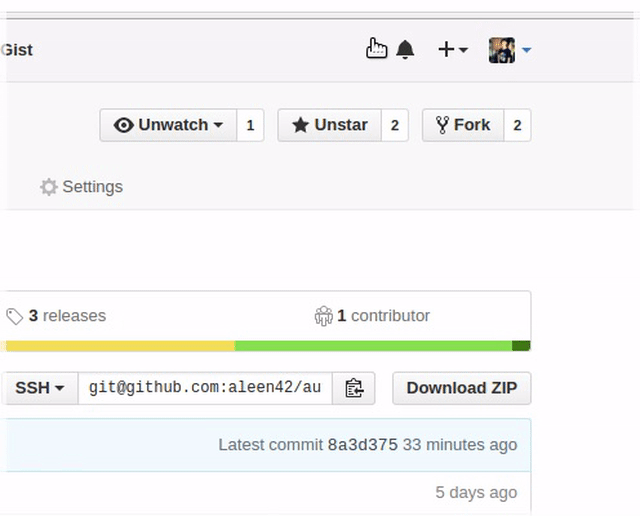 Gist
Unwatch 1 Unstar 2 Fork 2
Settings
3 releases 1 contributor
SSH git@github.com:aleen42/au Download ZIP
Latest commit 8a3d375 33 minutes ago
5 days ago